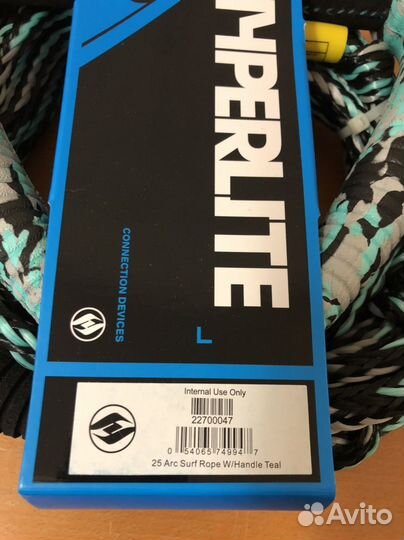 HYPERLITE
CONNECTION DEVICES
L
Internal Use Only
22700047
0 54065 74994 7
25 Arc Surf Rope W/Handle Teal
Avito